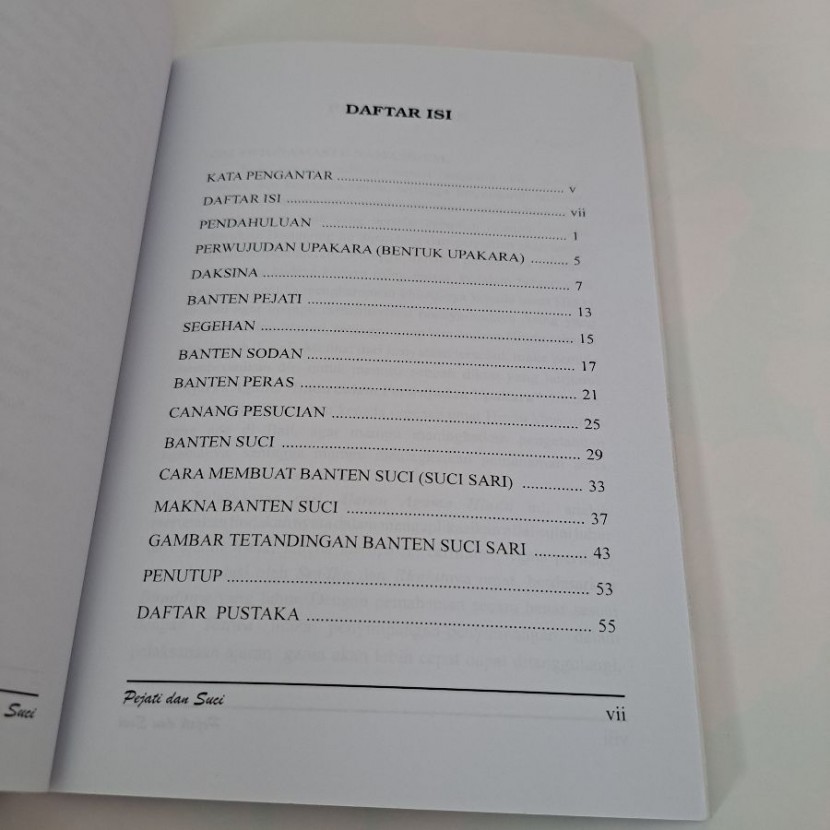 DAFTAR ISI
KATA PENGANTAR ........................................................... v
DAFTAR ISI ........................................................................ vii
PENDAHULUAN ................................................................ 1
PERWUJUDAN UPAKARA (BENTUK UPAKARA) .......... 5
DAKSINA ............................................................................ 7
BANTEN PEJATI ................................................................ 13
SEGEHAN .......................................................................... 15
BANTEN SODAN .............................................................. 17
BANTEN PERAS ............................................................... 21
CANANG PESUCIAN ........................................................ 25
BANTEN SUCI .................................................................. 29
CARA MEMBUAT BANTEN SUCI (SUCI SARI) ............. 33
MAKNA BANTEN SUCI .................................................... 37
GAMBAR TETANDINGAN BANTEN SUCI SARI ........... 43
PENUTUP .......................................................................... 53
DAFTAR PUSTAKA .......................................................... 55
Pejati dan Suci
vii
Suci